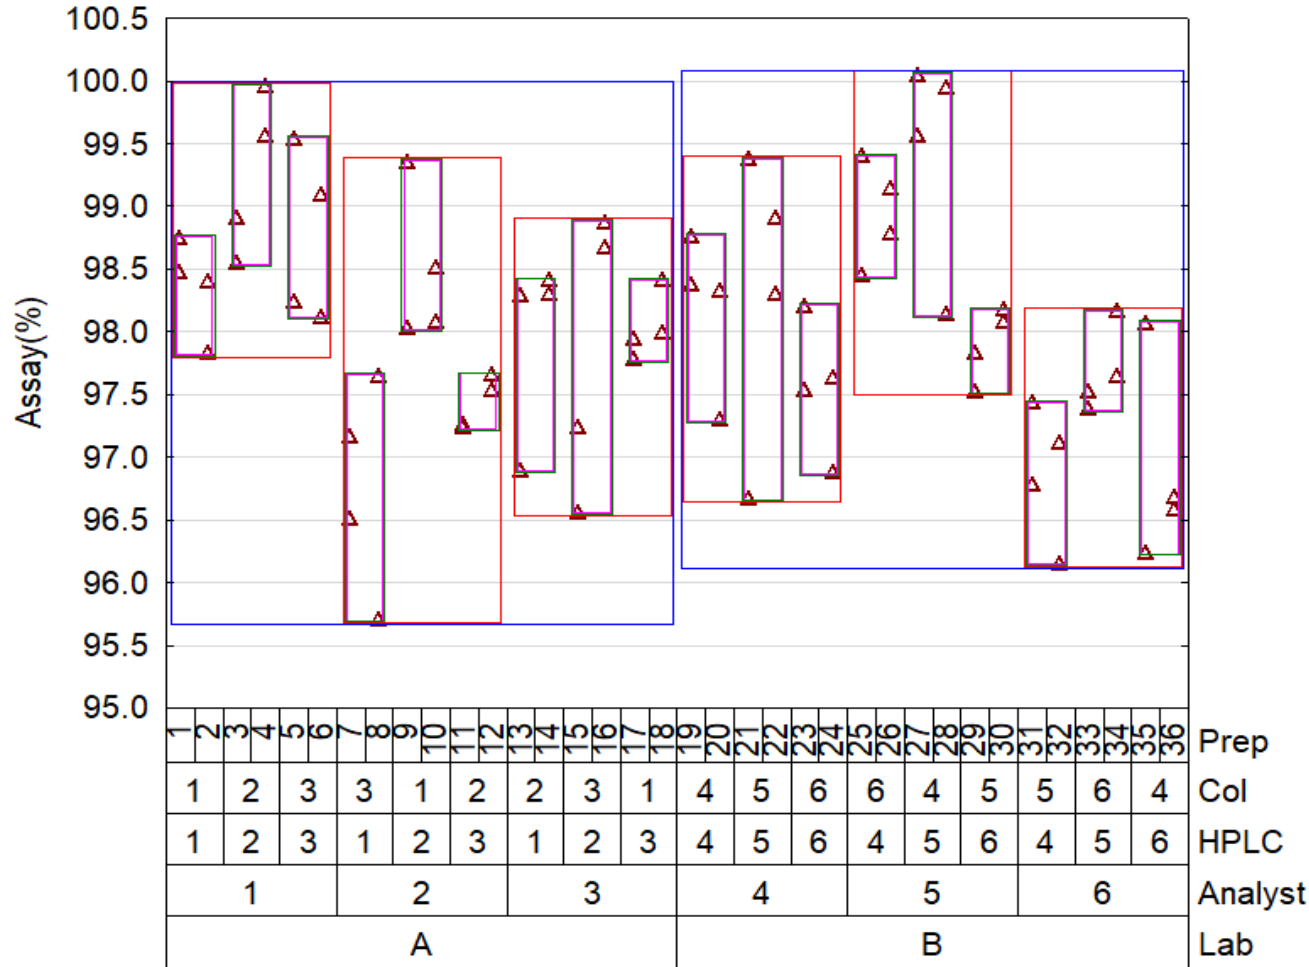 100.5
100.0
99.5
99.0
98.5
98.0
97.5
97.0
96.5
96.0
95.5
95.0
Assay(%)
1 2 3 4 5 6 7 8 9 10 11 12 13 14 15 16 17 18 19 20 21 22 23 24 25 26 27 28 29 30 31 32 33 34 35 36 Prep
1 2 3 3 1 2 2 3 1 4 5 6 6 4 5 5 6 4 Col
1 2 3 1 2 3 1 2 3 4 5 6 4 5 6 4 5 6 HPLC
1 2 3 4 5 6 Analyst
A B Lab